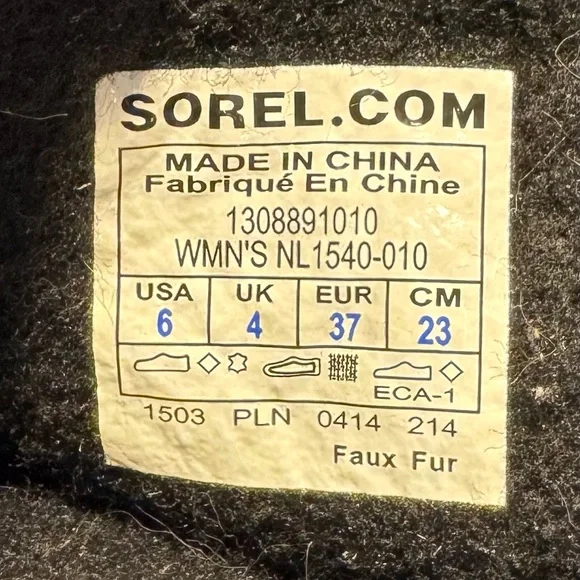 SOREL.COM
MADE IN CHINA
Fabriqué En Chine
1308891010
WMN'S NL1540-010
USA UK EUR CM
6 4 37 23
ECA-1
1503 PLN 0414 214
Faux Fur